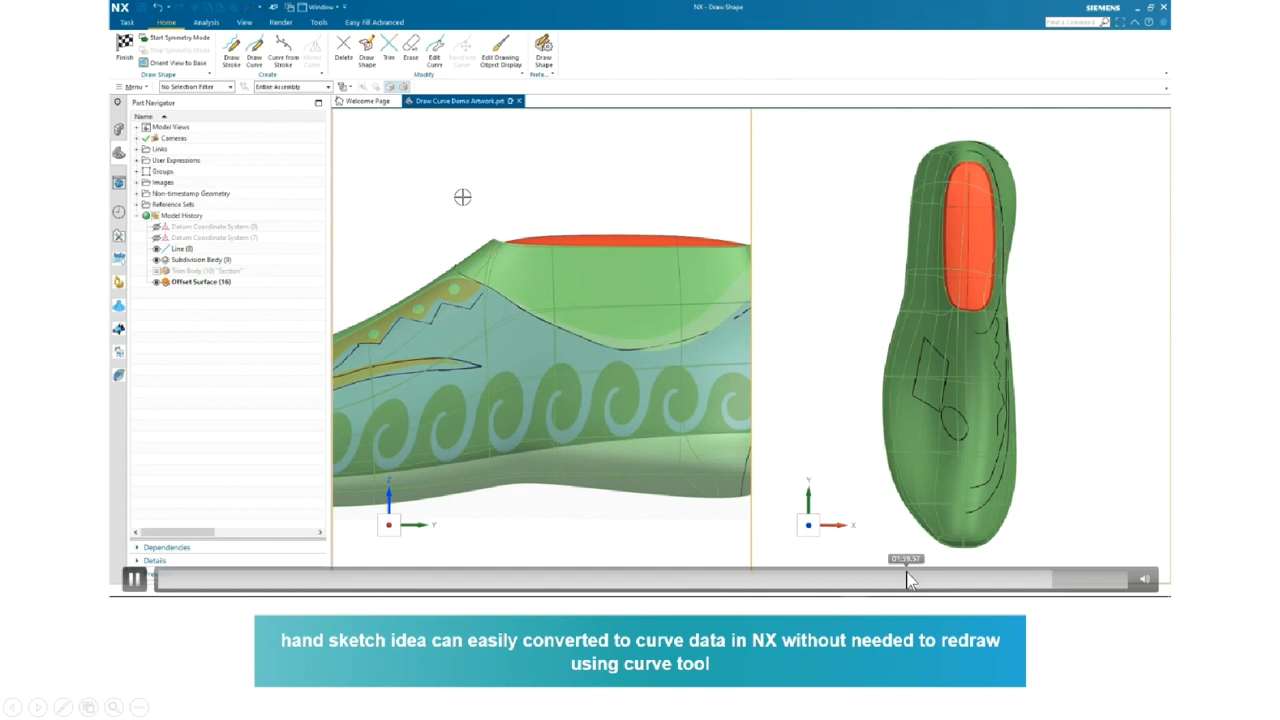 NX
Window
NX - Draw Shape
SIEMENS
Task
Home
Analysis
View
Render
Tools
Easy Fill Advanced
Find a Command
Finish
Start Symmetry Mode
Stop Symmetry Mode
Orient View to Base
Draw Stroke
Draw Curve
Curve from Stroke
Mirror Curve
Delete
Draw Shape
Trim
Erase
Edit Curve
Transform Curve
Edit Drawing Object Display
Draw Shape
Draw Shape
Create
Modify
Prefe...
Menu
No Selection Filter
Entire Assembly
Part Navigator
Welcome Page
Draw Curve Demo Artwork.prt
Name
Model Views
Cameras
Links
User Expressions
Groups
Images
Non-timestamp Geometry
Reference Sets
Model History
Datum Coordinate System (0)
Datum Coordinate System (7)
Line (8)
Subdivision Body (9)
Trim Body (10) "Section"
Offset Surface (16)
Z
Y
Y
X
Dependencies
Details
01:59.57
hand sketch idea can easily converted to curve data in NX without needed to redraw
using curve tool